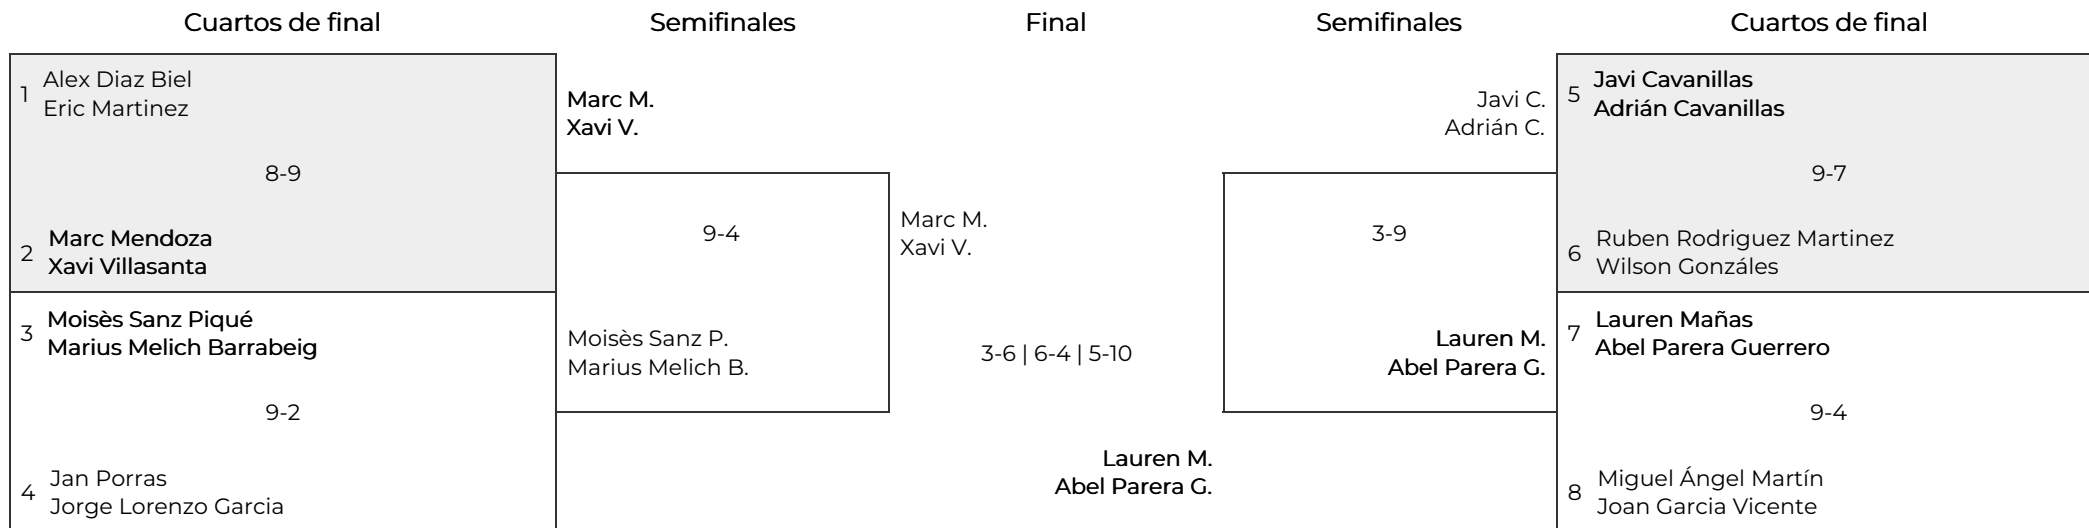 Cuartos de final
Semifinales
Final
Semifinales
Cuartos de final
1
Alex Diaz Biel
Eric Martinez
8-9
2
Marc Mendoza
Xavi Villasanta
3
Moisès Sanz Piqué
Marius Melich Barrabeig
9-2
4
Jan Porras
Jorge Lorenzo Garcia
Marc M.
Xavi V.
9-4
Moisès Sanz P.
Marius Melich B.
Marc M.
Xavi V.
3-6 | 6-4 | 5-10
Lauren M.
Abel Parera G.
Javi C.
Adrián C.
3-9
Lauren M.
Abel Parera G.
5
Javi Cavanillas
Adrián Cavanillas
9-7
6
Ruben Rodriguez Martinez
Wilson Gonzáles
7
Lauren Mañas
Abel Parera Guerrero
9-4
8
Miguel Ángel Martín
Joan Garcia Vicente